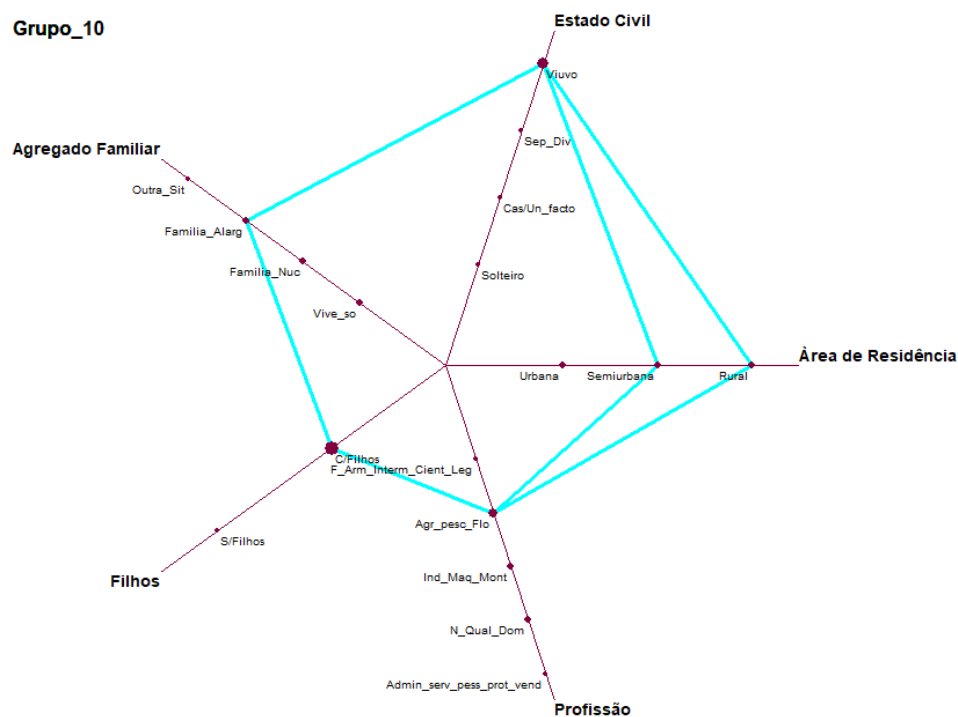 Grupo_10
Estado Civil
Viuvo
Sep_Div
Agregado Familiar
Outra_Sit
Cas/Un_facto
Familia_Alarg
Familia_Nuc
Solteiro
Vive_so
Àrea de Residência
Urbana
Semiurbana
Rural
C/Filhos
F_Arm_Interm_Cient_Leg
Agr_pesc_Flo
S/Filhos
Filhos
Ind_Maq_Mont
N_Qual_Dom
Admin_serv_pess_prot_vend
Profissão